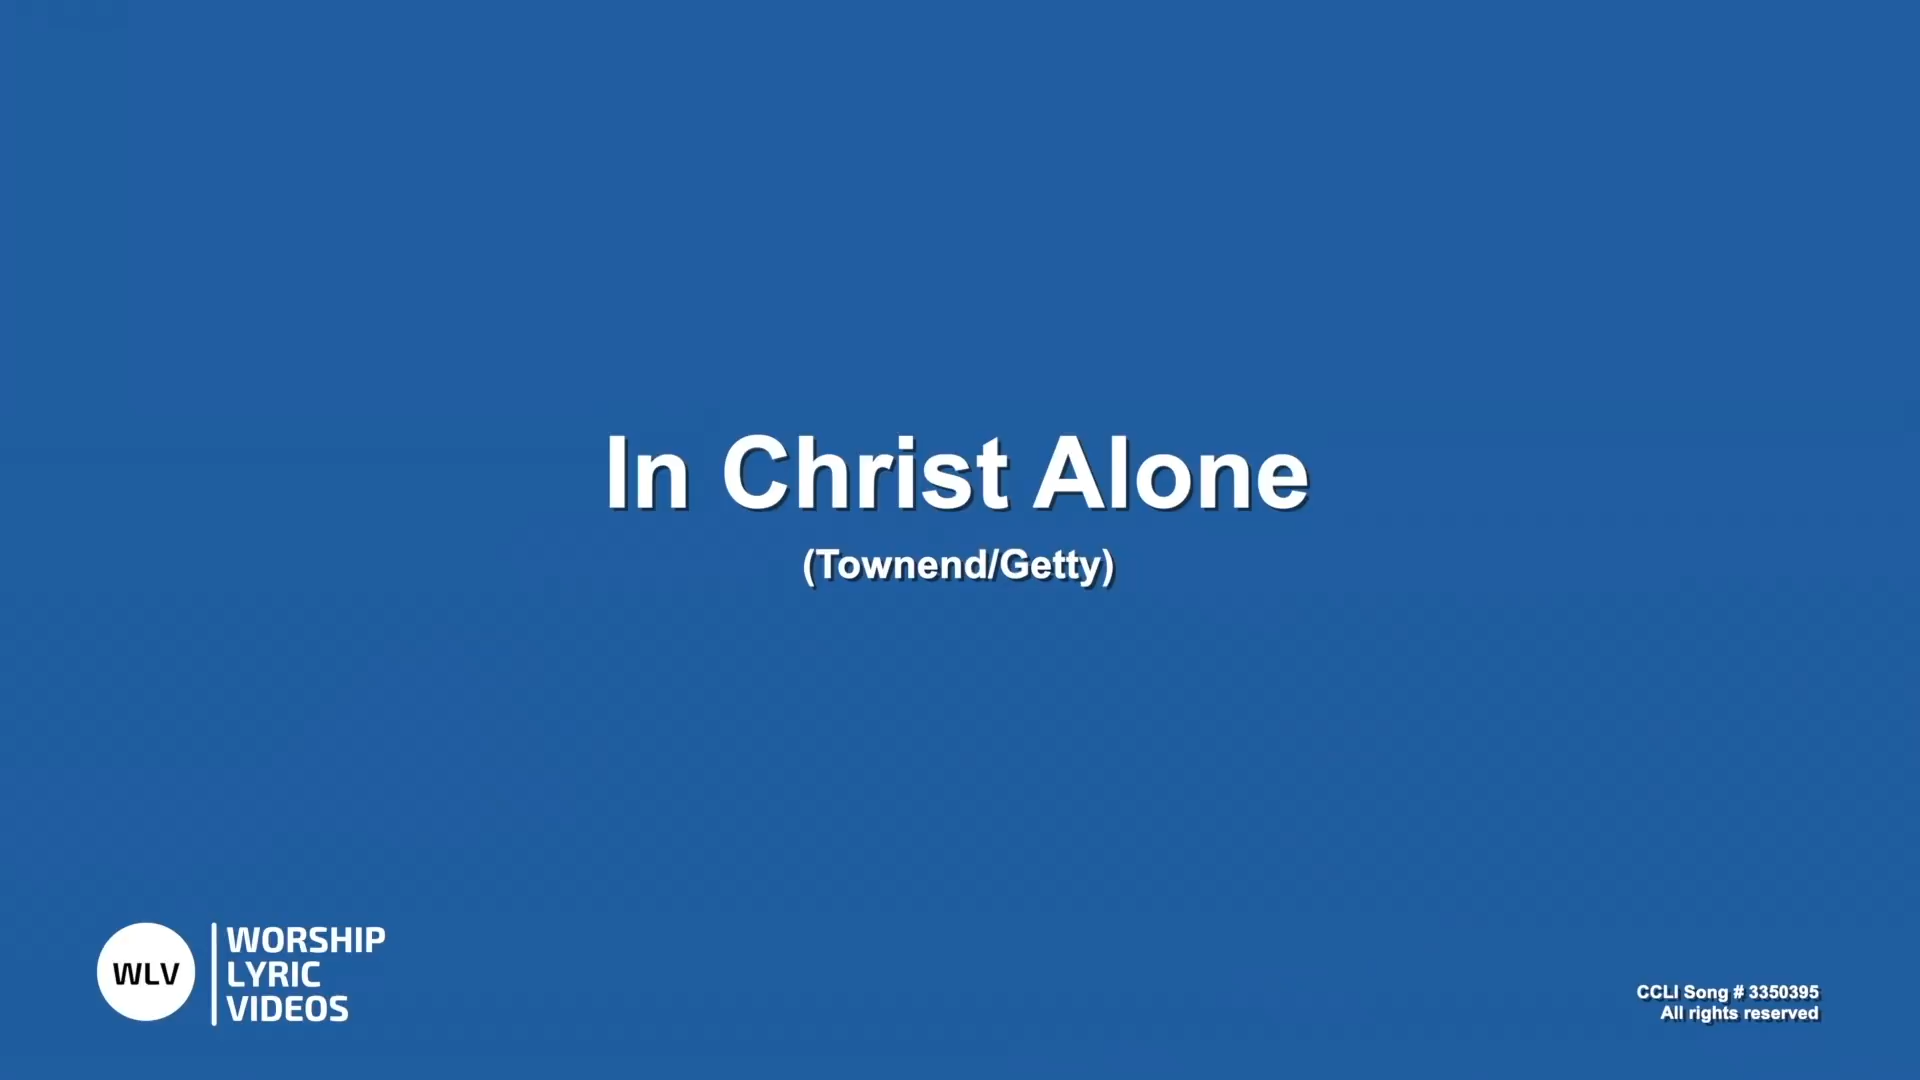 In Christ Alone
(Townend/Getty)
WLV
WORSHIP
LYRIC
VIDEOS
CCLI Song # 3350395
All rights reserved